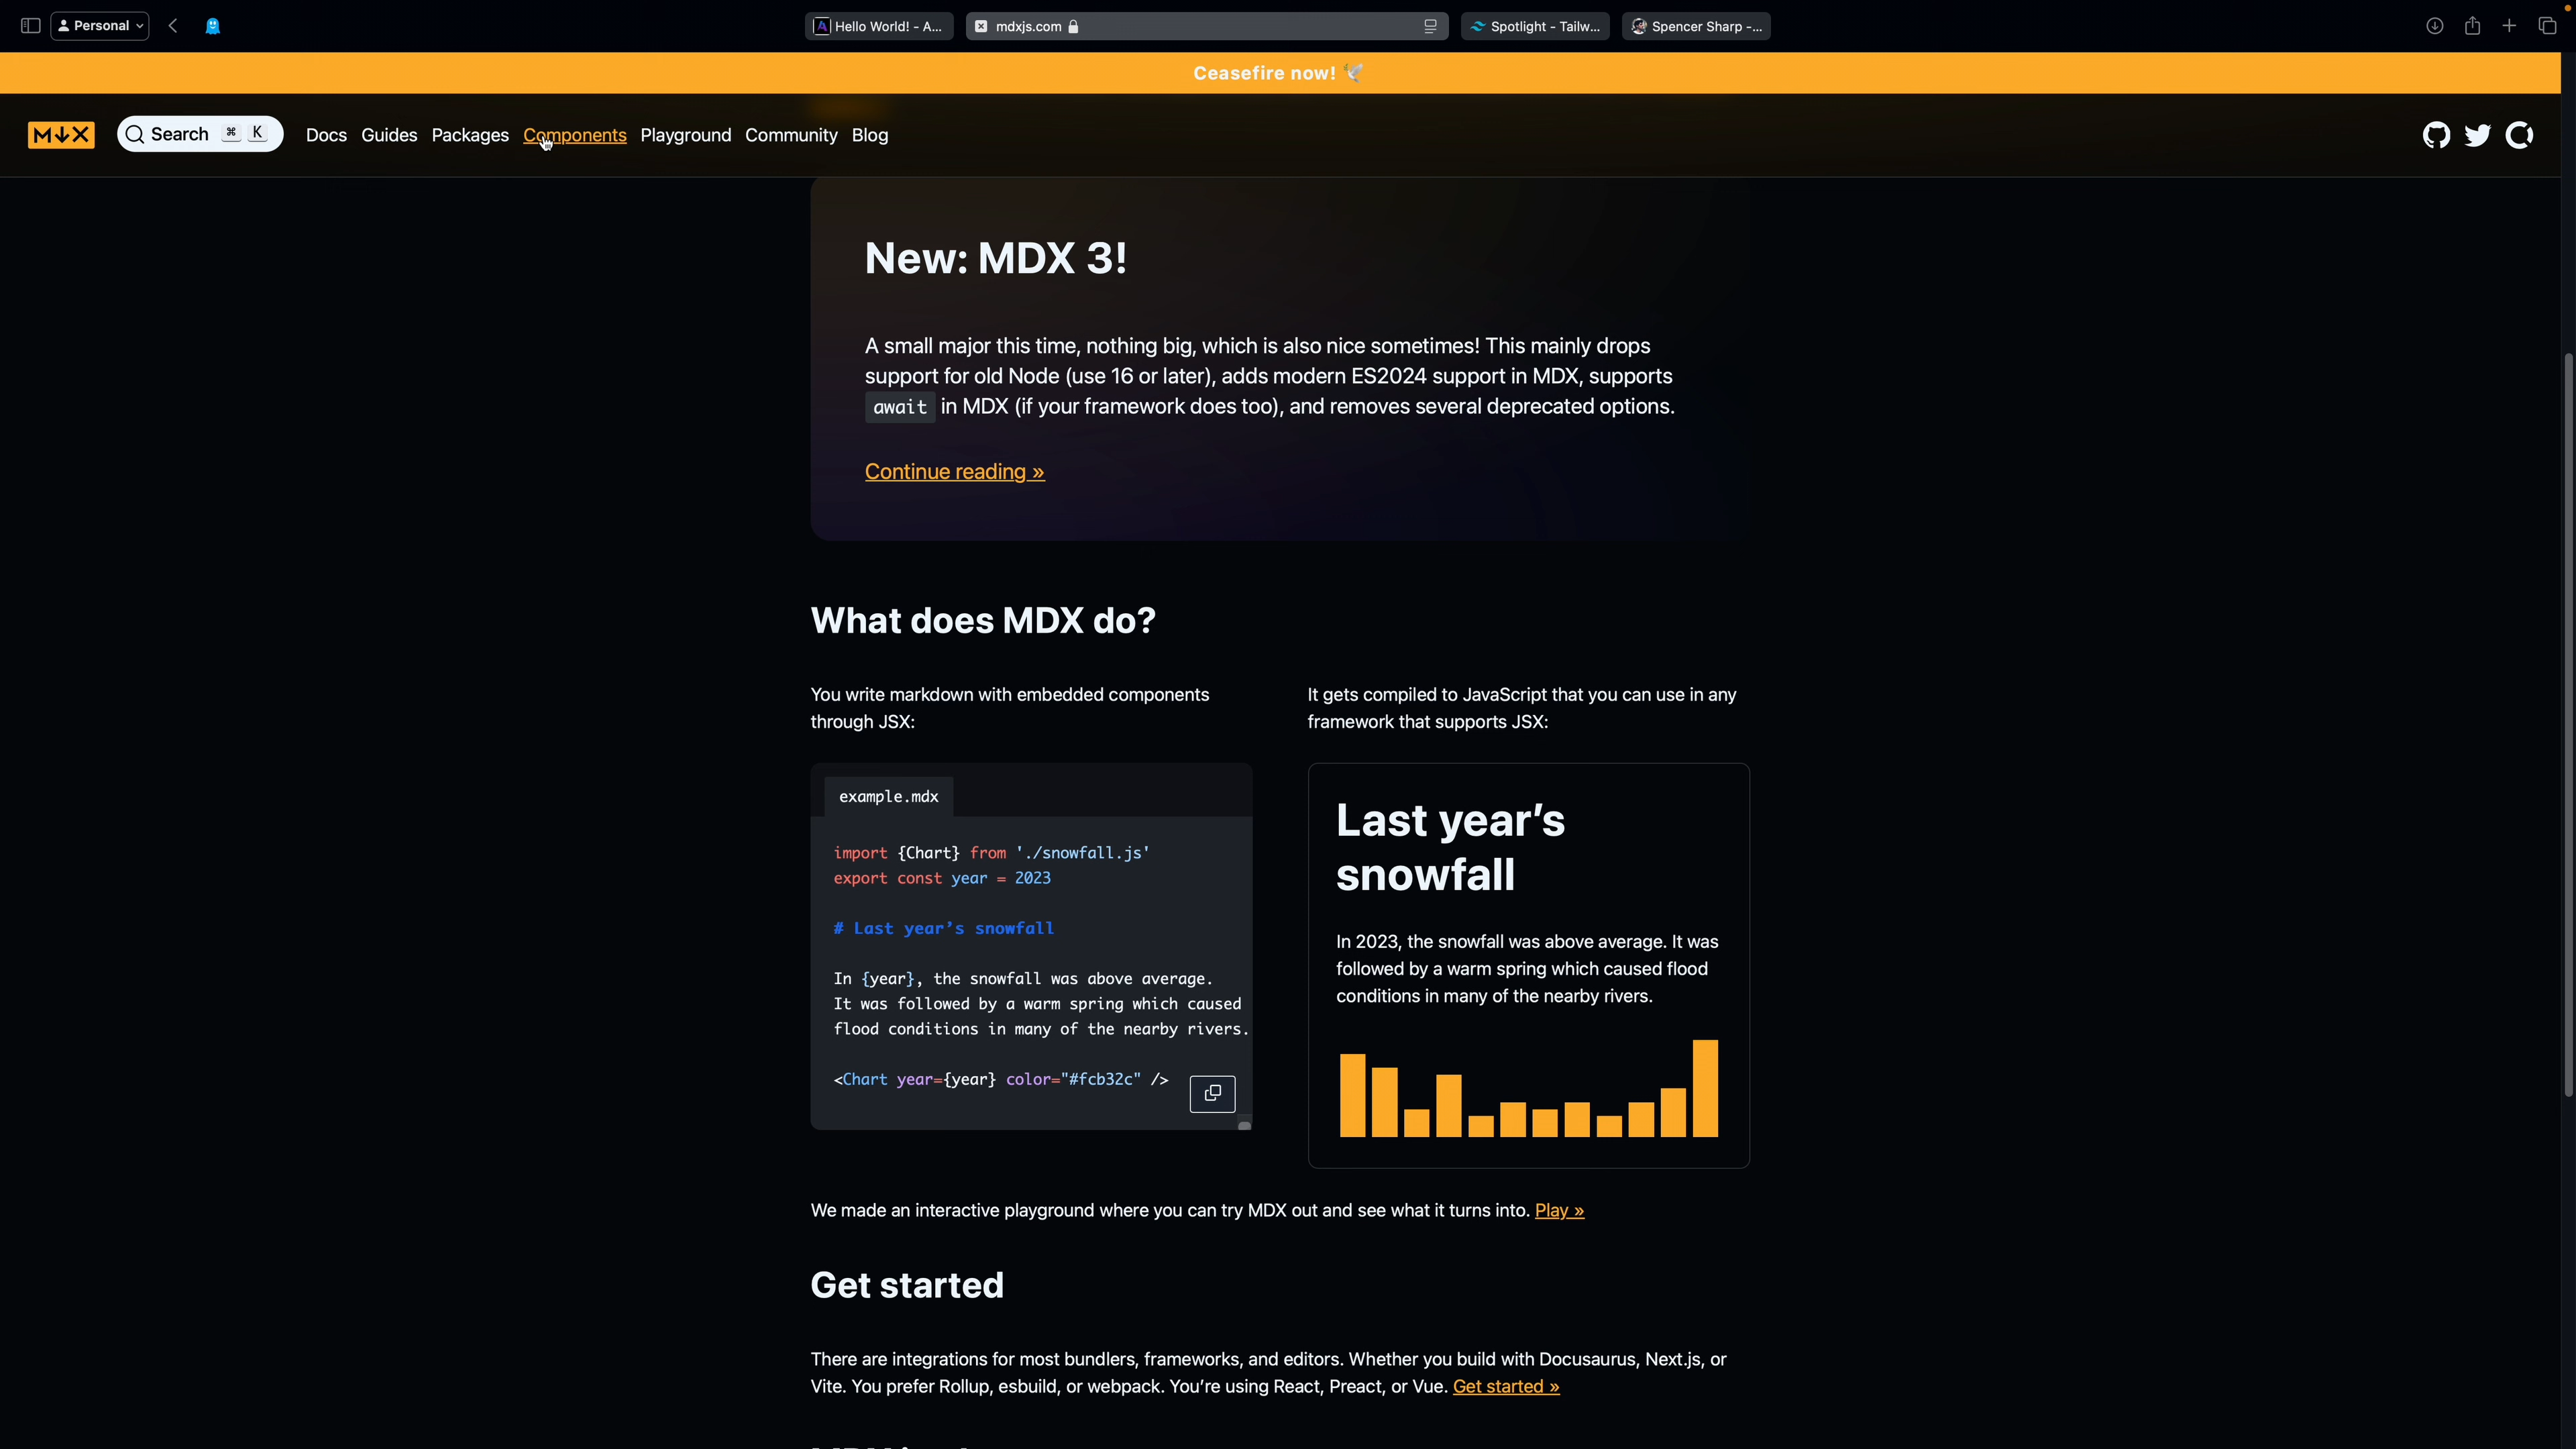 Personal
Hello World! - A...
mdxjs.com
Spotlight - Tailw...
Spencer Sharp -...
Ceasefire now! 🕊️
M↓X
Search ⌘ K
Docs Guides Packages Components Playground Community Blog
New: MDX 3!
A small major this time, nothing big, which is also nice sometimes! This mainly drops
support for old Node (use 16 or later), adds modern ES2024 support in MDX, supports
await in MDX (if your framework does too), and removes several deprecated options.
Continue reading »
What does MDX do?
You write markdown with embedded components
through JSX:
example.mdx
import {Chart} from './snowfall.js'
export const year = 2023
# Last year’s snowfall
In {year}, the snowfall was above average.
It was followed by a warm spring which caused
flood conditions in many of the nearby rivers.
<Chart year={year} color="#fcb32c" />
It gets compiled to JavaScript that you can use in any
framework that supports JSX:
Last year’s
snowfall
In 2023, the snowfall was above average. It was
followed by a warm spring which caused flood
conditions in many of the nearby rivers.
We made an interactive playground where you can try MDX out and see what it turns into. Play »
Get started
There are integrations for most bundlers, frameworks, and editors. Whether you build with Docusaurus, Next.js, or
Vite. You prefer Rollup, esbuild, or webpack. You’re using React, Preact, or Vue. Get started »